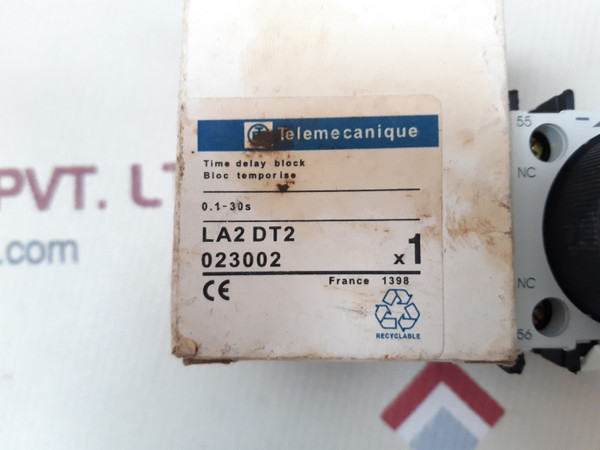 Telemecanique
Time delay block
Bloc temporise
0.1-30s
LA2 DT2
023002
x1
France 1398
CE
RECYCLABLE
55
NC
NC
56
PVT. LT
.com